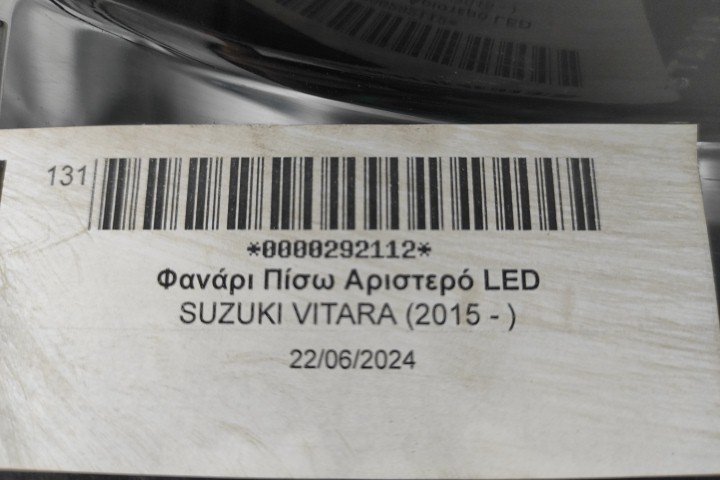 131
*0000292112*
Φανάρι Πίσω Αριστερό LED
SUZUKI VITARA (2015 - )
22/06/2024